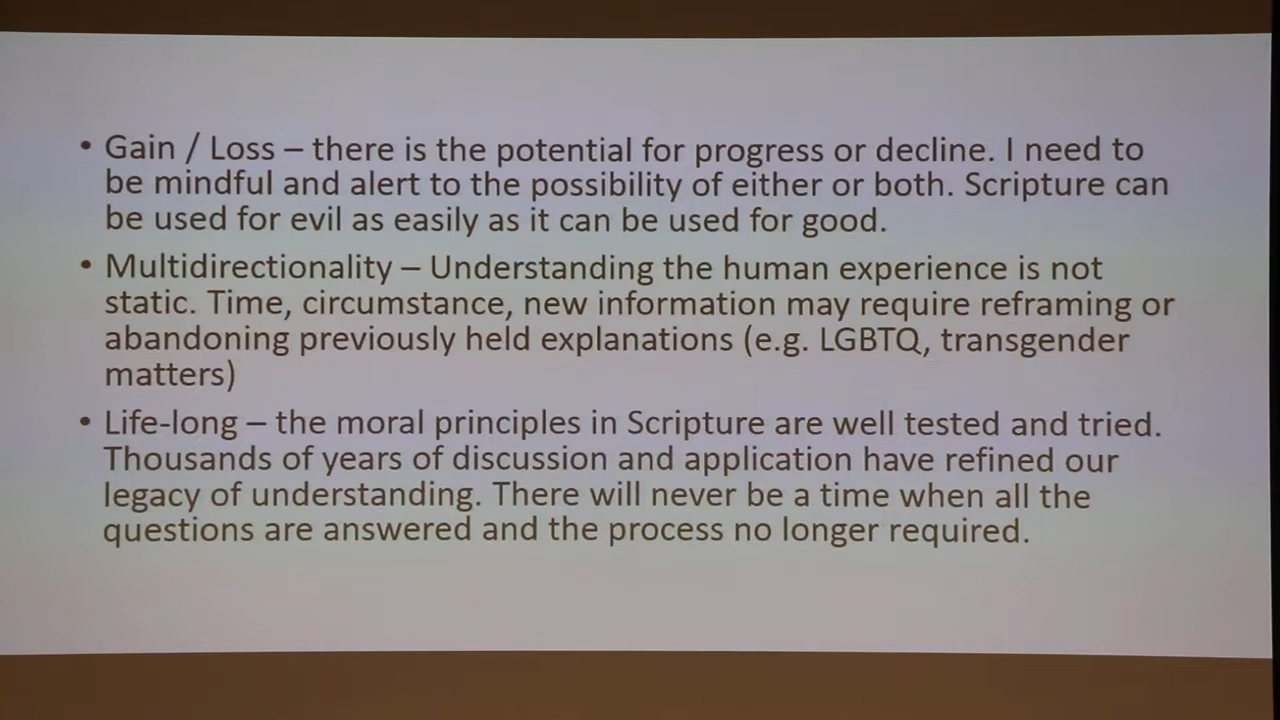 • Gain / Loss – there is the potential for progress or decline. I need to
be mindful and alert to the possibility of either or both. Scripture can
be used for evil as easily as it can be used for good.
• Multidirectionality – Understanding the human experience is not
static. Time, circumstance, new information may require reframing or
abandoning previously held explanations (e.g. LGBTQ, transgender
matters)
• Life-long – the moral principles in Scripture are well tested and tried.
Thousands of years of discussion and application have refined our
legacy of understanding. There will never be a time when all the
questions are answered and the process no longer required.